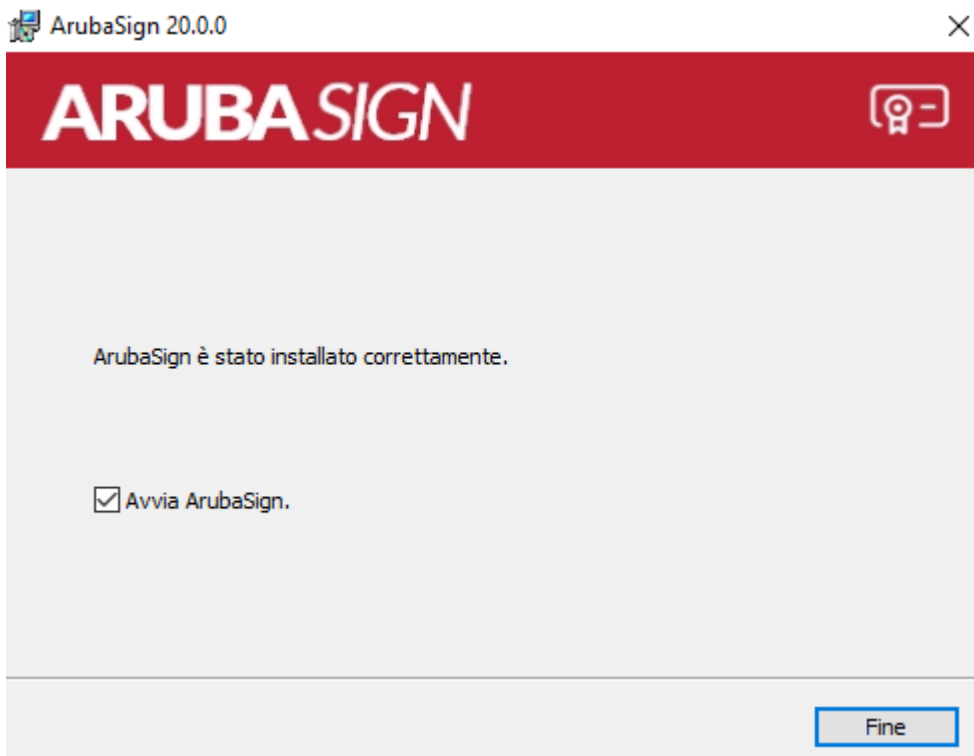 ArubaSign 20.0.0
ARUBASIGN
ArubaSign è stato installato correttamente.
Avvia ArubaSign.
Fine